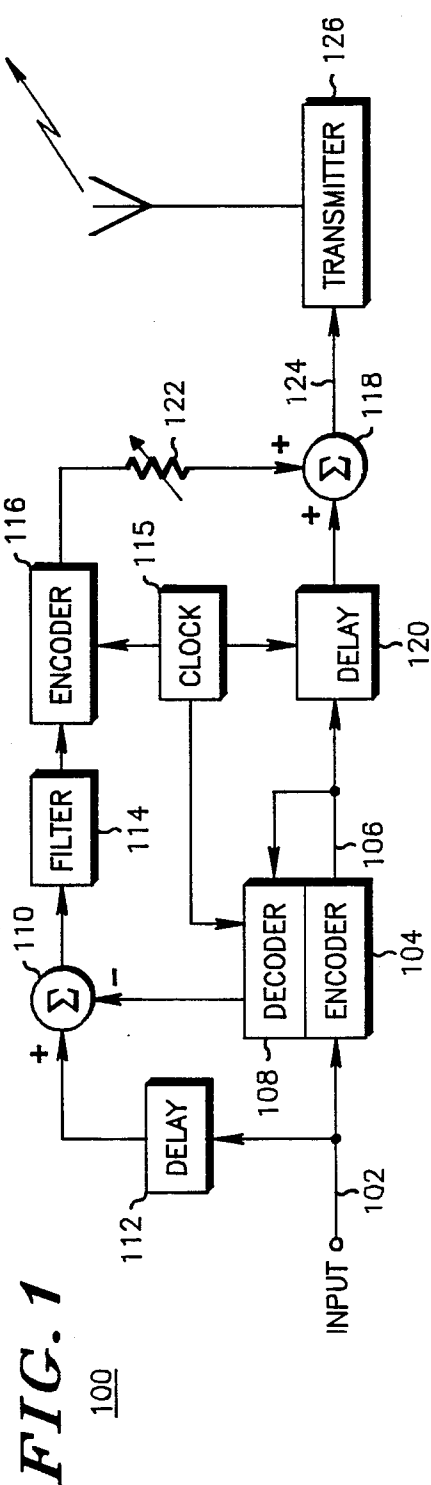 FIG. 1
100
INPUT
102
DELAY
112
+
-
Σ
110
FILTER
114
ENCODER
116
CLOCK
115
DECODER
108
ENCODER
104
106
DELAY
120
122
+
+
Σ
118
124
TRANSMITTER
126